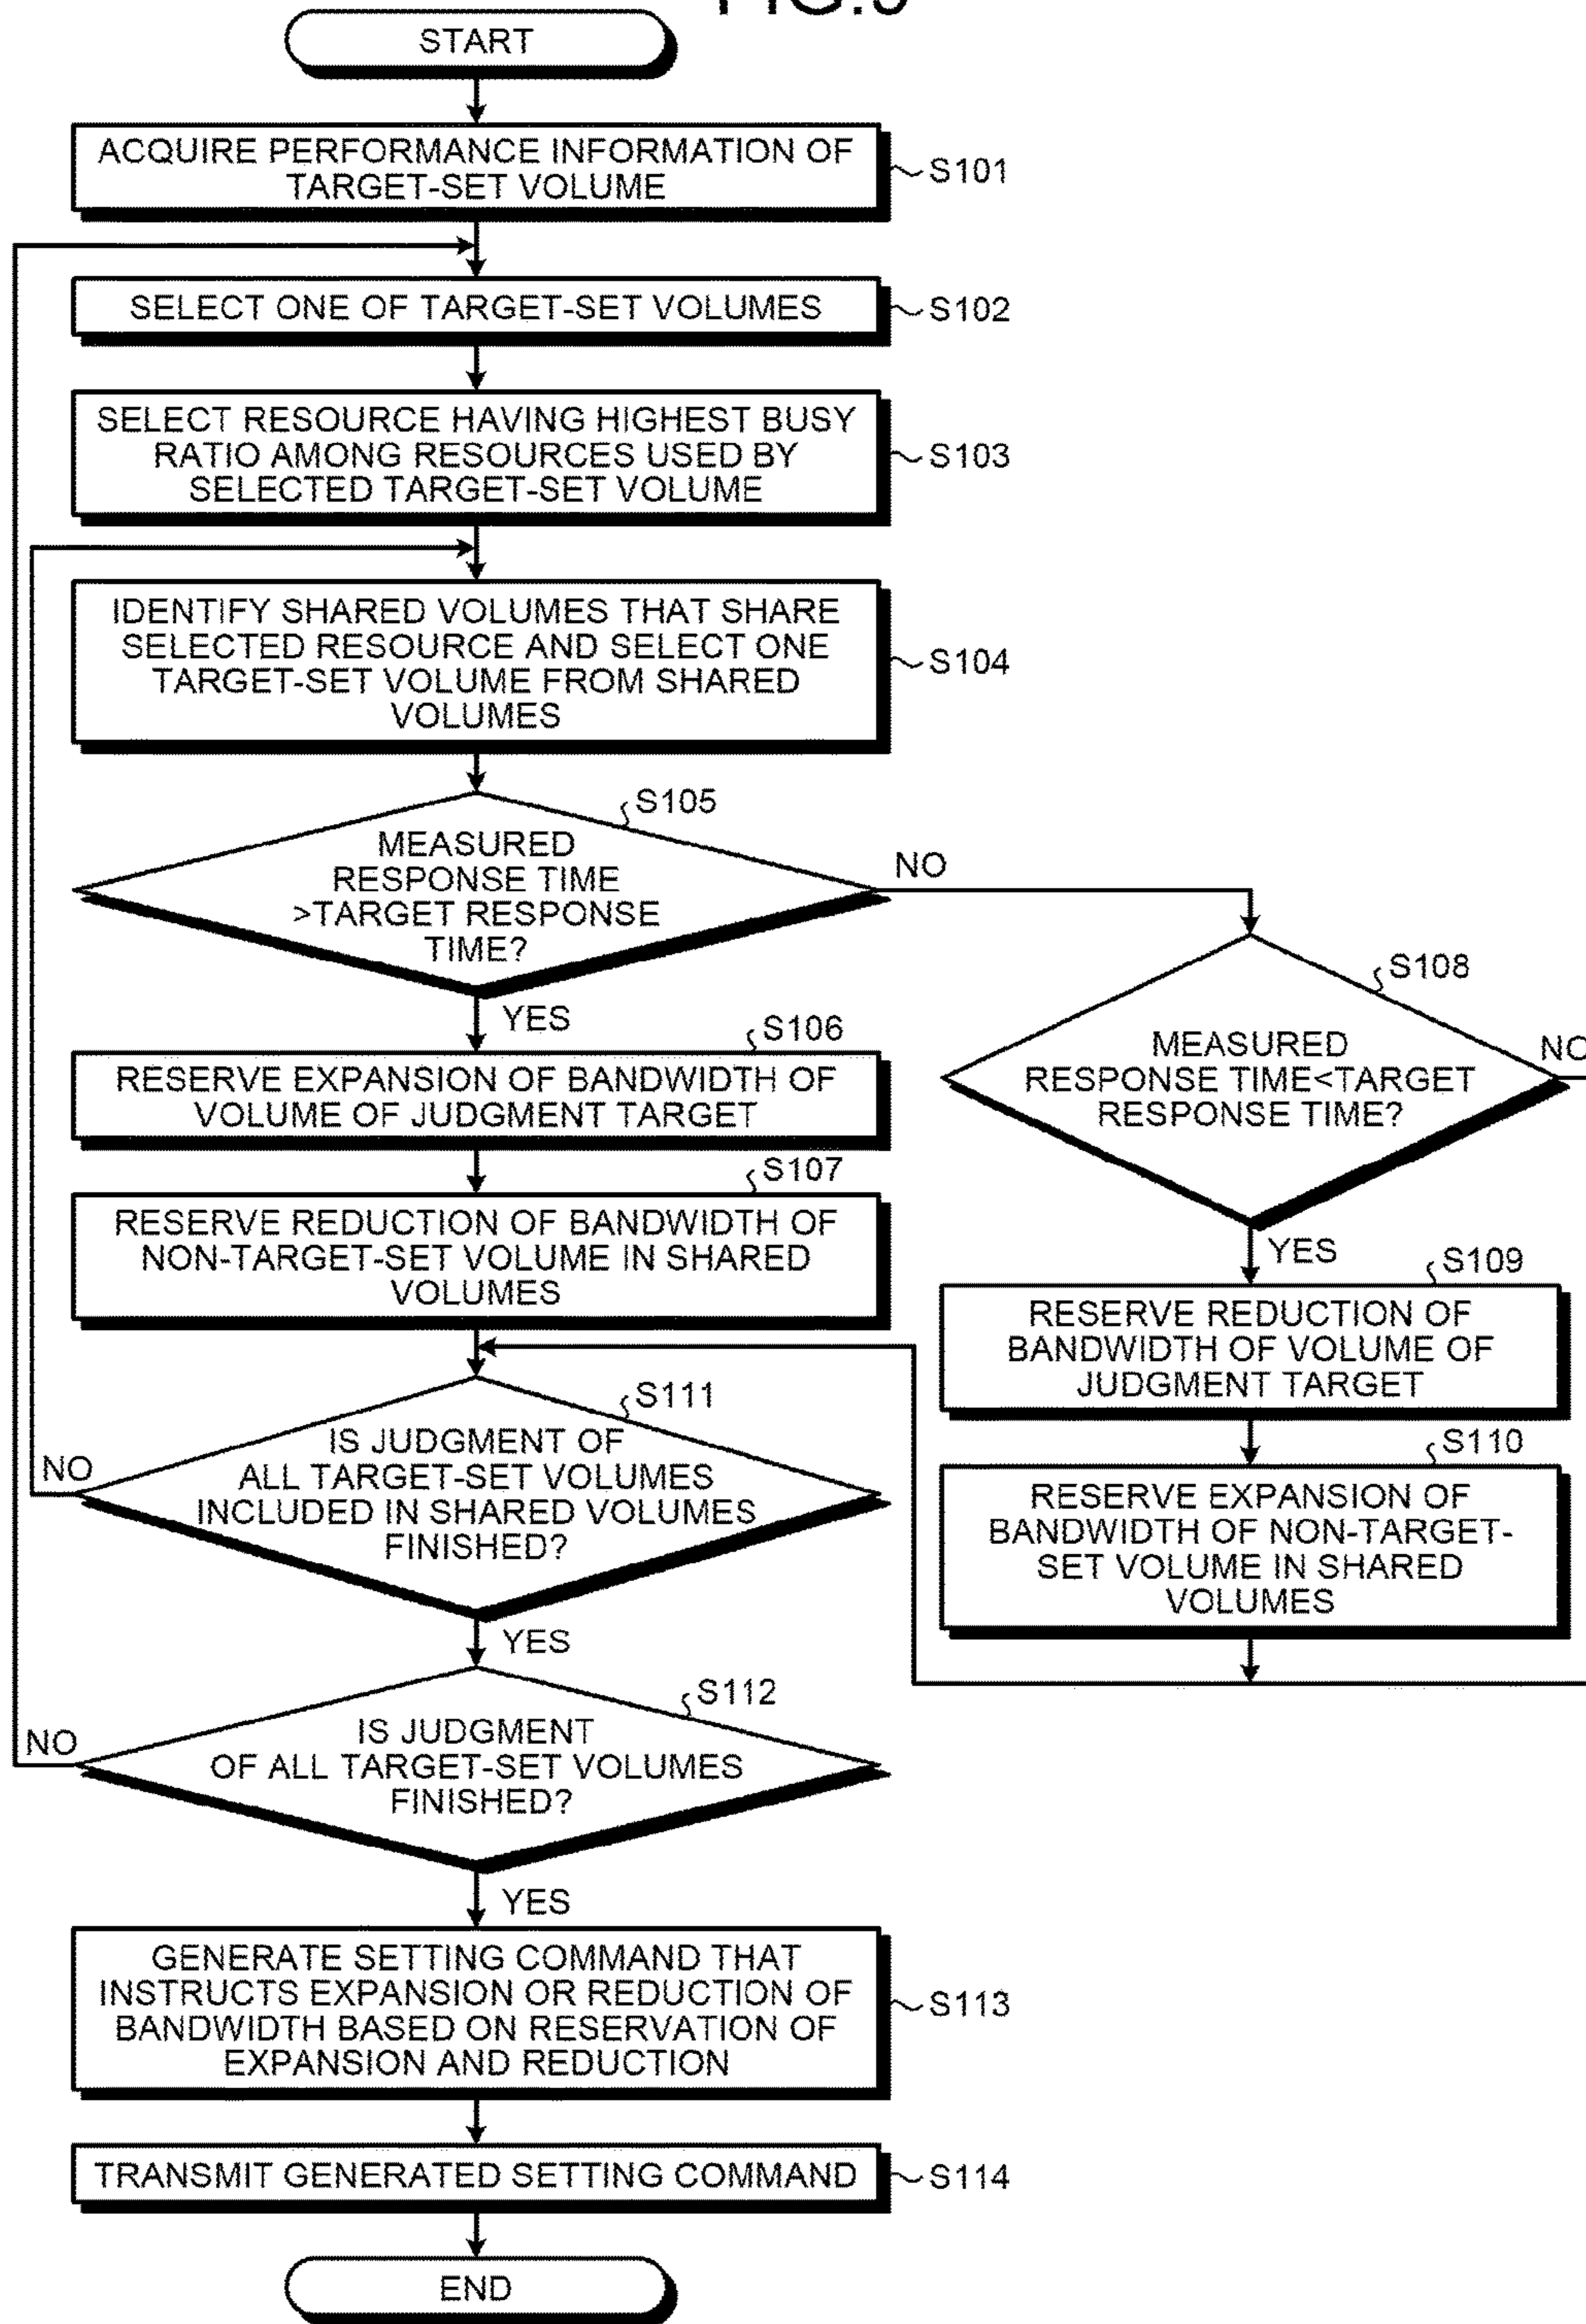 START
ACQUIRE PERFORMANCE INFORMATION OF
TARGET-SET VOLUME
S101
SELECT ONE OF TARGET-SET VOLUMES
S102
SELECT RESOURCE HAVING HIGHEST BUSY
RATIO AMONG RESOURCES USED BY
SELECTED TARGET-SET VOLUME
S103
IDENTIFY SHARED VOLUMES THAT SHARE
SELECTED RESOURCE AND SELECT ONE
TARGET-SET VOLUME FROM SHARED
VOLUMES
S104
S105
MEASURED
RESPONSE TIME
>TARGET RESPONSE
TIME?
NO
YES
S106
RESERVE EXPANSION OF BANDWIDTH OF
VOLUME OF JUDGMENT TARGET
S107
RESERVE REDUCTION OF BANDWIDTH OF
NON-TARGET-SET VOLUME IN SHARED
VOLUMES
S108
MEASURED
RESPONSE TIME<TARGET
RESPONSE TIME?
NO
YES
S109
RESERVE REDUCTION OF
BANDWIDTH OF VOLUME OF
JUDGMENT TARGET
S110
RESERVE EXPANSION OF
BANDWIDTH OF NON-TARGET-
SET VOLUME IN SHARED
VOLUMES
S111
IS JUDGMENT OF
ALL TARGET-SET VOLUMES
INCLUDED IN SHARED VOLUMES
FINISHED?
NO
YES
S112
IS JUDGMENT
OF ALL TARGET-SET VOLUMES
FINISHED?
NO
YES
GENERATE SETTING COMMAND THAT
INSTRUCTS EXPANSION OR REDUCTION OF
BANDWIDTH BASED ON RESERVATION OF
EXPANSION AND REDUCTION
S113
TRANSMIT GENERATED SETTING COMMAND
S114
END